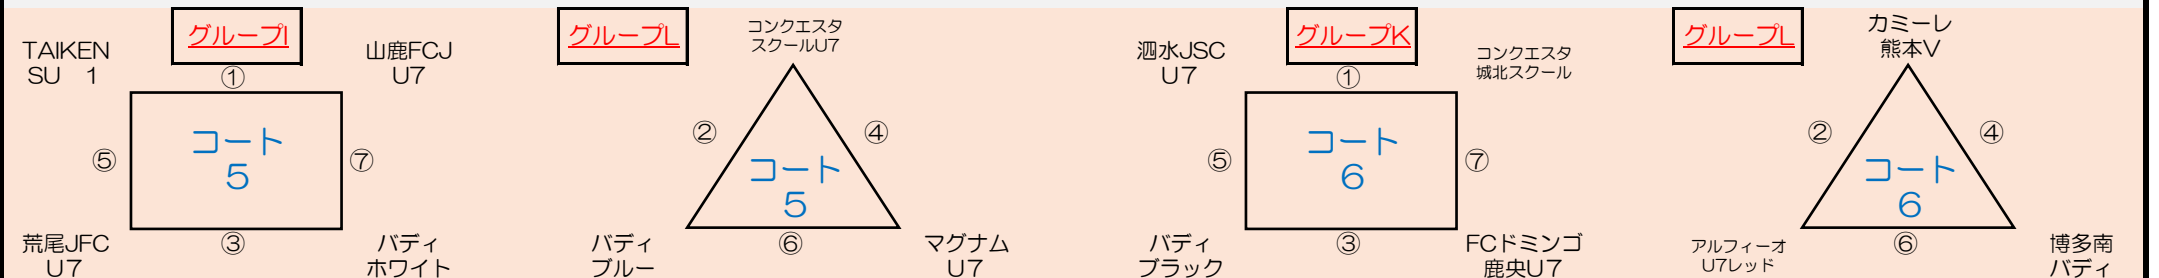 グループI
TAIKEN
SU 1
①
山鹿FCJ
U7
⑤
コート
5
⑦
荒尾JFC
U7
③
バディ
ホワイト
グループL
コンクエスタ
スクールU7
②
④
コート
5
バディ
ブルー
⑥
マグナム
U7
グループK
泗水JSC
U7
①
コンクエスタ
城北スクール
⑤
コート
6
⑦
バディ
ブラック
③
FCドミンゴ
鹿央U7
グループL
カミーレ
熊本V
②
④
コート
6
アルフィーオ
U7レッド
⑥
博多南
バディ